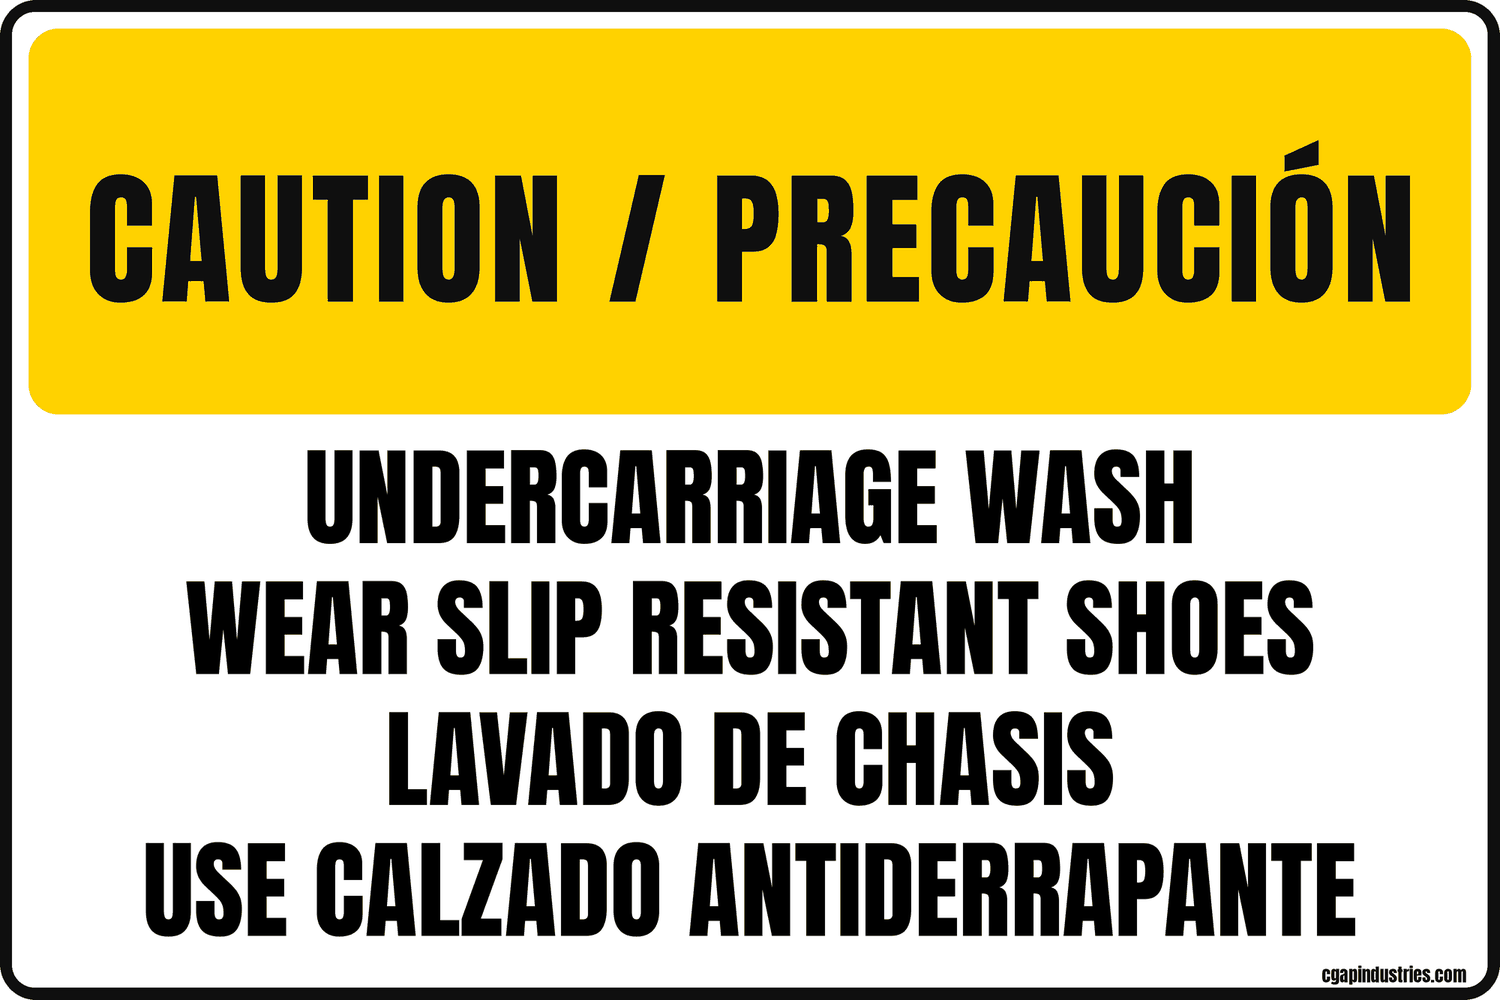 CAUTION / PRECAUCIÓN
UNDERCARRIAGE WASH
WEAR SLIP RESISTANT SHOES
LAVADO DE CHASIS
USE CALZADO ANTIDERRAPANTE
cgapindustries.com